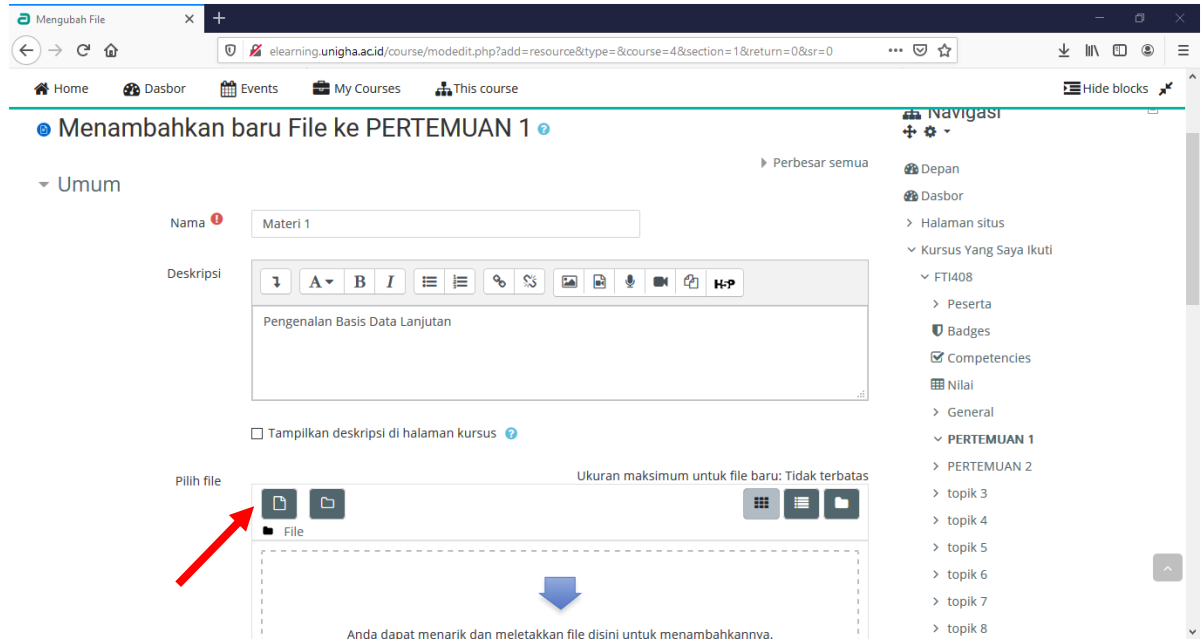 Mengubah File
elearning.unigha.ac.id/course/modedit.php?add=resource&type=&course=4&section=1&return=0&sr=0
Home Dasbor Events My Courses This course Hide blocks
Menambahkan baru File ke PERTEMUAN 1
Perbesar semua
Umum
Nama
Materi 1
Deskripsi
A B I H-P
Pengenalan Basis Data Lanjutan
Tampilkan deskripsi di halaman kursus
Pilih file
Ukuran maksimum untuk file baru: Tidak terbatas
File
Anda dapat menarik dan meletakkan file disini untuk menambahkannya.
Navigasi
Depan
Dasbor
Halaman situs
Kursus Yang Saya Ikuti
FTI408
Peserta
Badges
Competencies
Nilai
General
PERTEMUAN 1
PERTEMUAN 2
topik 3
topik 4
topik 5
topik 6
topik 7
topik 8